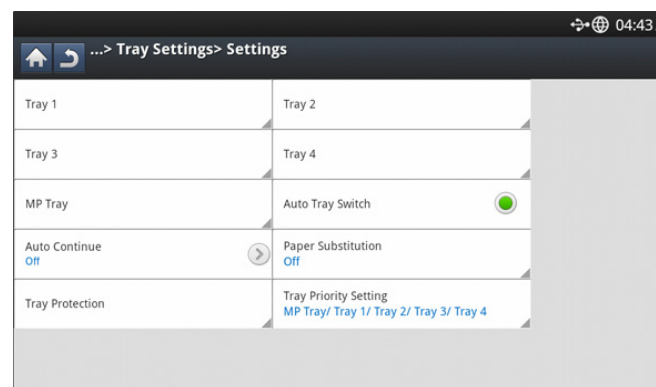 04:43
...> Tray Settings> Settings
Tray 1
Tray 2
Tray 3
Tray 4
MP Tray
Auto Tray Switch
Auto Continue
Off
Paper Substitution
Off
Tray Protection
Tray Priority Setting
MP Tray/ Tray 1/ Tray 2/ Tray 3/ Tray 4